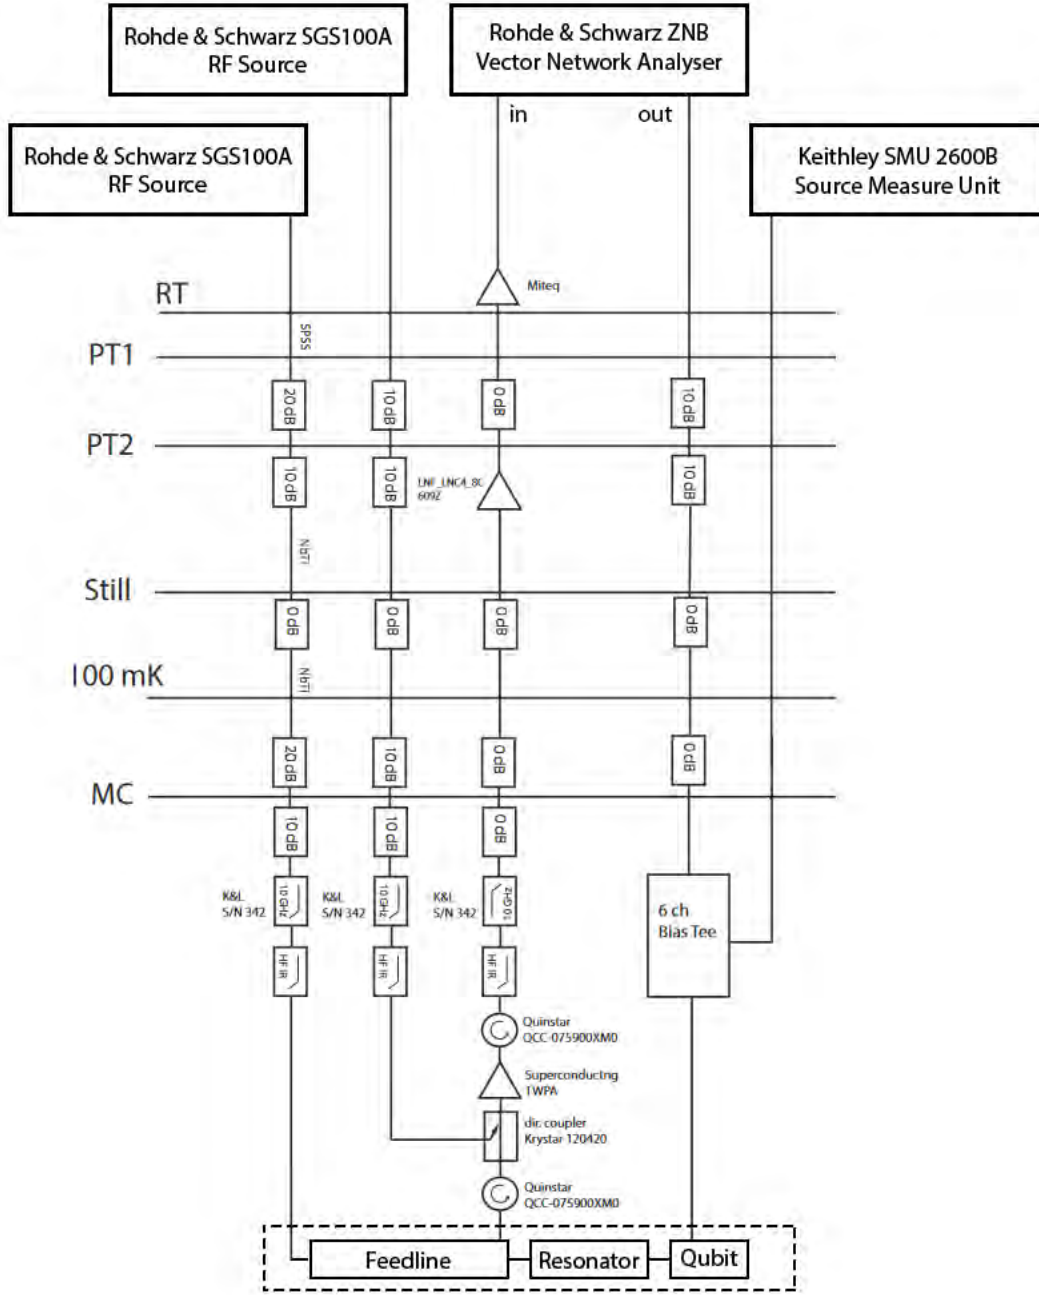 Rohde & Schwarz SGS100A
RF Source
Rohde & Schwarz ZNB
Vector Network Analyser
in
out
Rohde & Schwarz SGS100A
RF Source
Keithley SMU 2600B
Source Measure Unit
RT
Miteq
SPSS
PT1
20 dB
10 dB
0 dB
10 dB
PT2
10 dB
10 dB
LNF_LNC4_8C
609Z
10 dB
NbTi
Still
0 dB
0 dB
0 dB
0 dB
100 mK
NbTi
20 dB
10 dB
0 dB
0 dB
MC
10 dB
10 dB
0 dB
K&L
S/N 342
10 GHz
K&L
S/N 342
10 GHz
K&L
S/N 342
10 GHz
6 ch
Bias Tee
HF IR
HF IR
HF IR
Quinstar
QCC-075900XM0
Superconductng
TWPA
dir. coupler
Krystar 120420
Quinstar
QCC-075900XM0
Feedline
Resonator
Qubit